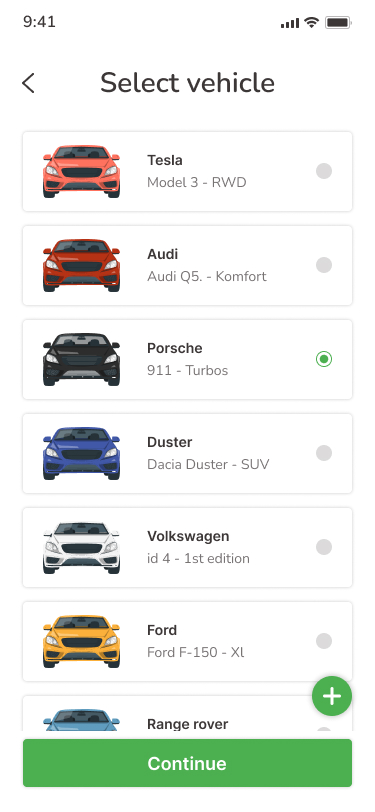 9:41
Select vehicle
Tesla
Model 3 - RWD
Audi
Audi Q5. - Komfort
Porsche
911 - Turbos
Duster
Dacia Duster - SUV
Volkswagen
id 4 - 1st edition
Ford
Ford F-150 - Xl
Range rover
Continue